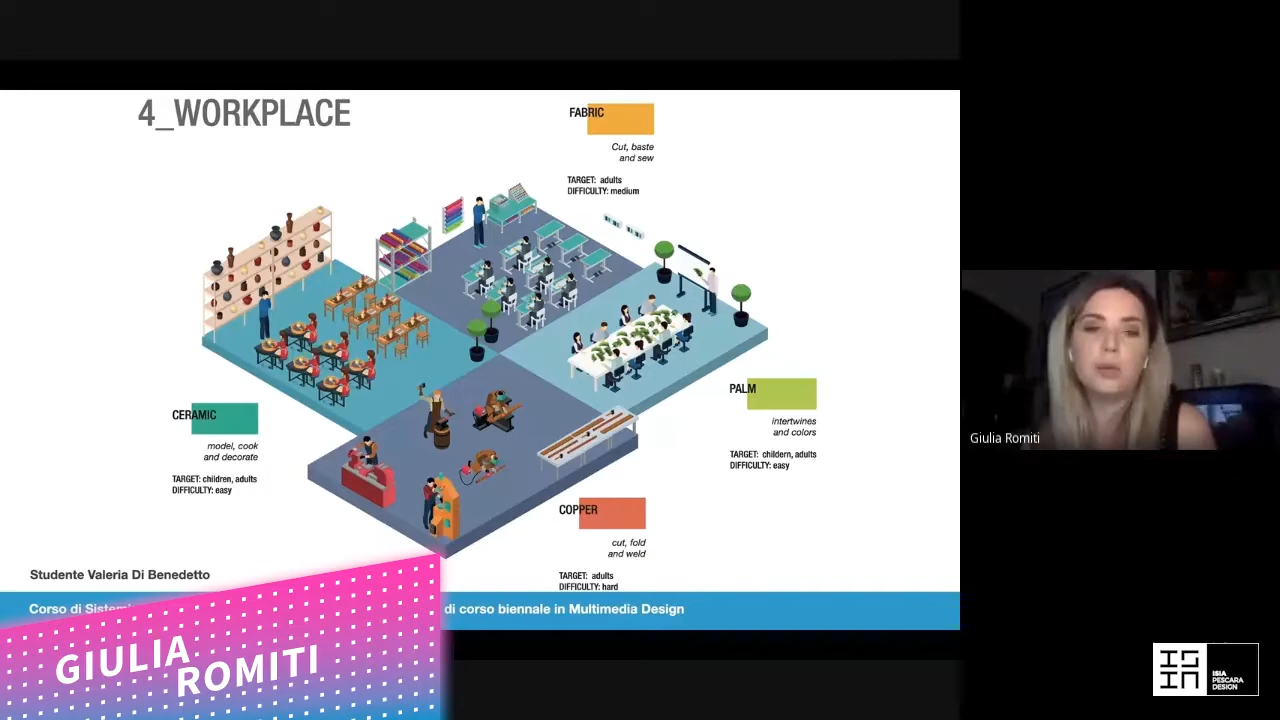 4_WORKPLACE
FABRIC
Cut, baste
and sew
TARGET: adults
DIFFICULTY: medium
CERAMIC
model, cook
and decorate
TARGET: children, adults
DIFFICULTY: easy
PALM
intertwines
and colors
TARGET: childern, adults
DIFFICULTY: easy
COPPER
cut, fold
and weld
TARGET: adults
DIFFICULTY: hard
Studente Valeria Di Benedetto
Corso di di corso biennale in Multimedia Design
GIULIA
ROMITI
Giulia Romiti
ISIA
PESCARA
DESIGN